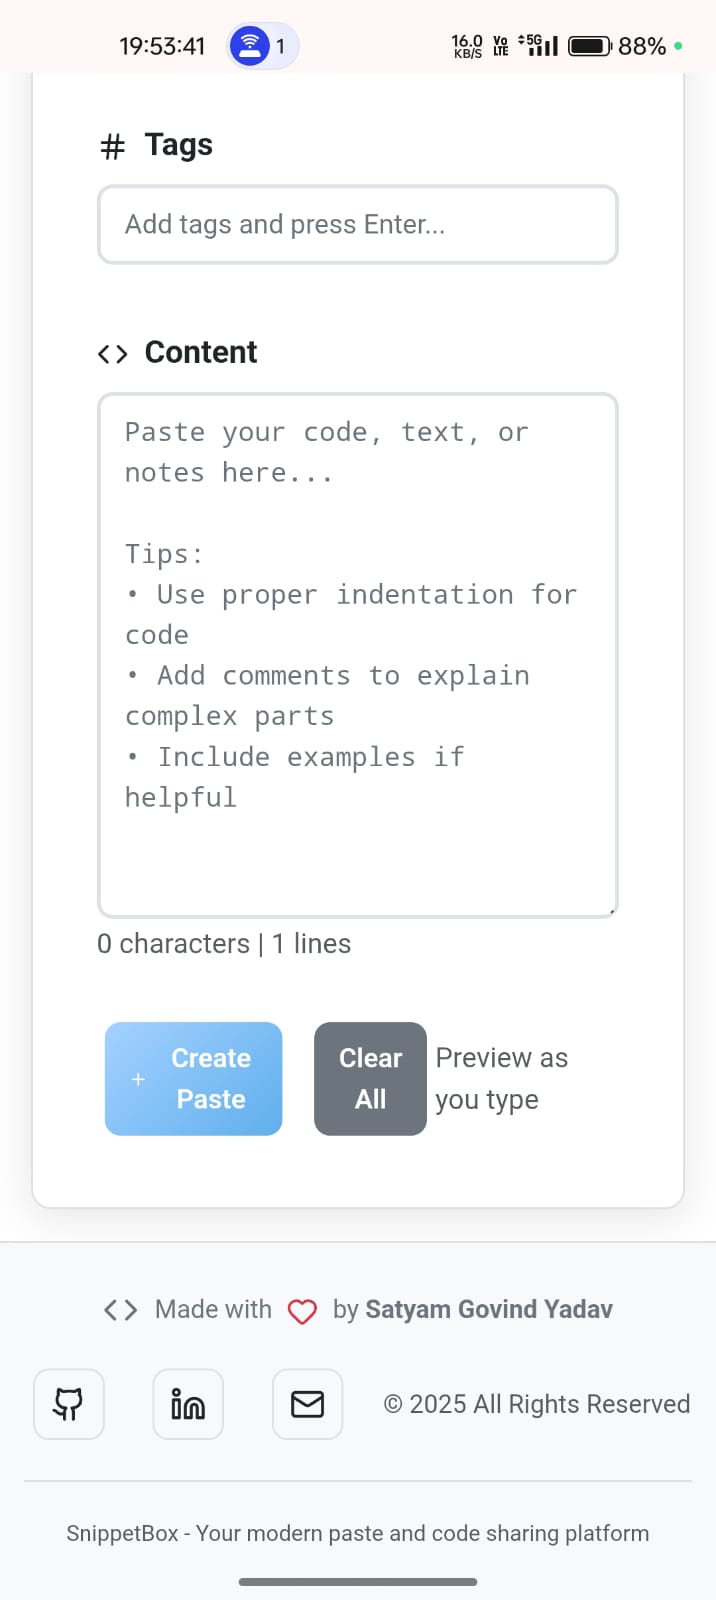 19:53:41 1 16.0 KB/S Vo LTE 5G 88%
# Tags
Add tags and press Enter...
<> Content
Paste your code, text, or
notes here...
Tips:
• Use proper indentation for
code
• Add comments to explain
complex parts
• Include examples if
helpful
0 characters | 1 lines
+ Create
Paste
Clear
All
Preview as
you type
<> Made with by Satyam Govind Yadav
in © 2025 All Rights Reserved
SnippetBox - Your modern paste and code sharing platform